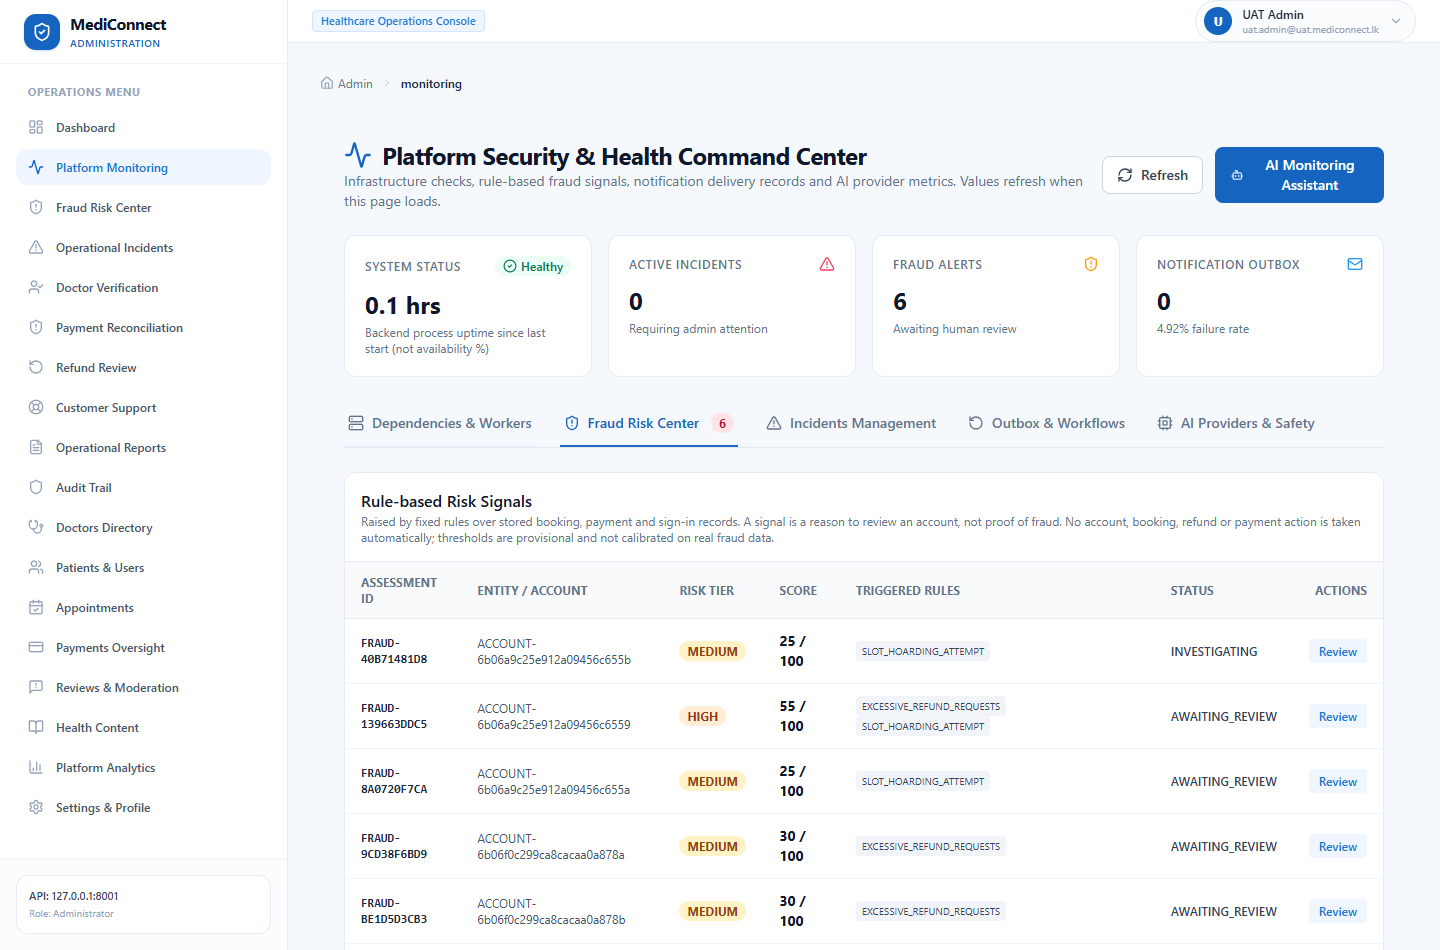 MediConnect
ADMINISTRATION
OPERATIONS MENU
Dashboard
Platform Monitoring
Fraud Risk Center
Operational Incidents
Doctor Verification
Payment Reconciliation
Refund Review
Customer Support
Operational Reports
Audit Trail
Doctors Directory
Patients & Users
Appointments
Payments Oversight
Reviews & Moderation
Health Content
Platform Analytics
Settings & Profile
API: 127.0.0.1:8001
Role: Administrator
Healthcare Operations Console
U
UAT Admin
uat.admin@uat.mediconnect.lk
Admin
monitoring
Platform Security & Health Command Center
Infrastructure checks, rule-based fraud signals, notification delivery records and AI provider metrics. Values refresh when
this page loads.
Refresh
AI Monitoring
Assistant
SYSTEM STATUS
Healthy
0.1 hrs
Backend process uptime since last
start (not availability %)
ACTIVE INCIDENTS
0
Requiring admin attention
FRAUD ALERTS
6
Awaiting human review
NOTIFICATION OUTBOX
0
4.92% failure rate
Dependencies & Workers
Fraud Risk Center
6
Incidents Management
Outbox & Workflows
AI Providers & Safety
Rule-based Risk Signals
Raised by fixed rules over stored booking, payment and sign-in records. A signal is a reason to review an account, not proof of fraud. No account, booking, refund or payment action is taken
automatically; thresholds are provisional and not calibrated on real fraud data.
ASSESSMENT
ID
ENTITY / ACCOUNT
RISK TIER
SCORE
TRIGGERED RULES
STATUS
ACTIONS
FRAUD-
40B71481D8
ACCOUNT-
6b06a9c25e912a09456c655b
MEDIUM
25 /
100
SLOT_HOARDING_ATTEMPT
INVESTIGATING
Review
FRAUD-
139663DDC5
ACCOUNT-
6b06a9c25e912a09456c6559
HIGH
55 /
100
EXCESSIVE_REFUND_REQUESTS
SLOT_HOARDING_ATTEMPT
AWAITING_REVIEW
Review
FRAUD-
8A0720F7CA
ACCOUNT-
6b06a9c25e912a09456c655a
MEDIUM
25 /
100
SLOT_HOARDING_ATTEMPT
AWAITING_REVIEW
Review
FRAUD-
9CD38F6BD9
ACCOUNT-
6b06f0c299ca8cacaa0a878a
MEDIUM
30 /
100
EXCESSIVE_REFUND_REQUESTS
AWAITING_REVIEW
Review
FRAUD-
BE1D5D3CB3
ACCOUNT-
6b06f0c299ca8cacaa0a878b
MEDIUM
30 /
100
EXCESSIVE_REFUND_REQUESTS
AWAITING_REVIEW
Review